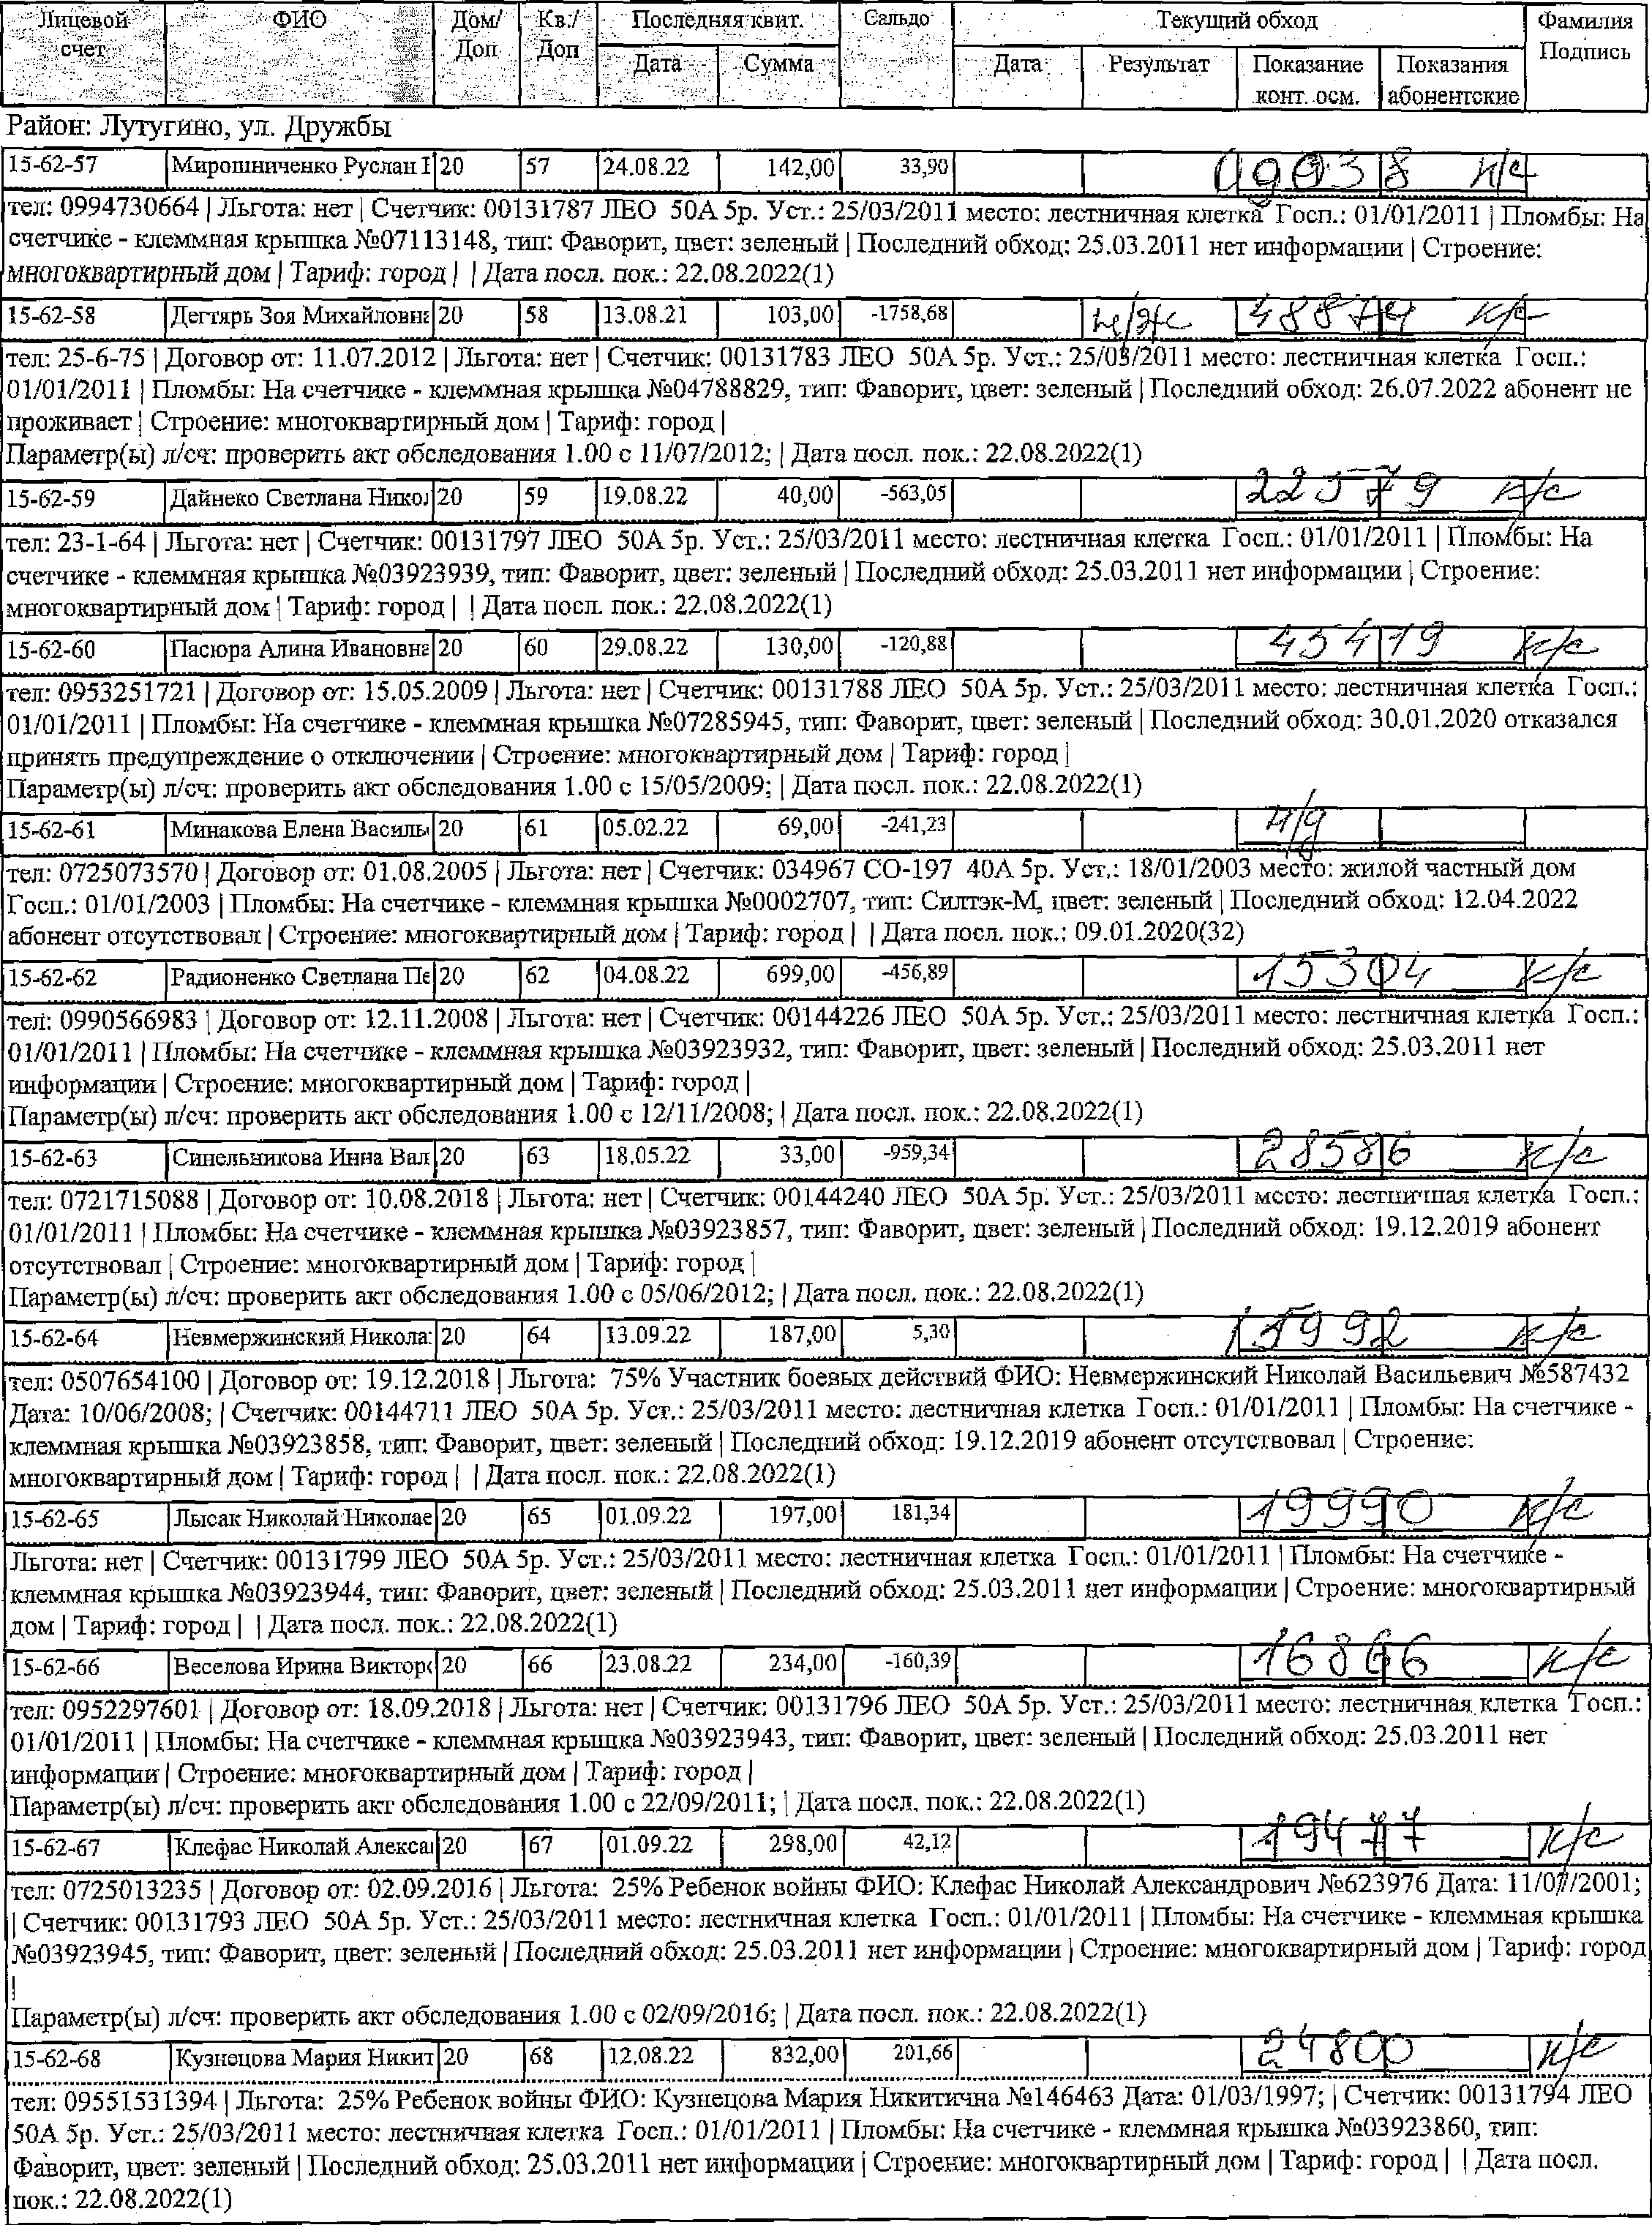 Лицевой счет | ФИО | Дом/ Доп | Кв./ Доп | Последняя квит. | Сальдо | Текущий обход | Фамилия Подпись
Дата | Сумма | Дата | Результат | Показание конт. осм. | Показания абонентские
Район: Лутугино, ул. Дружбы
15-62-57 | Мирошниченко Руслан | 20 | 57 | 24.08.22 | 142,00 | 33,90 | 09038 к/с
тел: 0994730664 | Льгота: нет | Счетчик: 00131787 ЛЕО 50А 5р. Уст.: 25/03/2011 место: лестничная клетка Госп.: 01/01/2011 | Пломбы: На
счетчике - клеммная крышка №07113148, тип: Фаворит, цвет: зеленый | Последний обход: 25.03.2011 нет информации | Строение:
многоквартирный дом | Тариф: город | | Дата посл. пок.: 22.08.2022(1)
15-62-58 | Дегтярь Зоя Михайловна | 20 | 58 | 13.08.21 | 103,00 | -1758,68 | н/ж | 48874 к/с
тел: 25-6-75 | Договор от: 11.07.2012 | Льгота: нет | Счетчик: 00131783 ЛЕО 50А 5р. Уст.: 25/03/2011 место: лестничная клетка Госп.:
01/01/2011 | Пломбы: На счетчике - клеммная крышка №04788829, тип: Фаворит, цвет: зеленый | Последний обход: 26.07.2022 абонент не
проживает | Строение: многоквартирный дом | Тариф: город |
Параметр(ы) л/сч: проверить акт обследования 1.00 с 11/07/2012; | Дата посл. пок.: 22.08.2022(1)
15-62-59 | Дайнеко Светлана Никол | 20 | 59 | 19.08.22 | 40,00 | -563,05 | 22579 к/с
тел: 23-1-64 | Льгота: нет | Счетчик: 00131797 ЛЕО 50А 5р. Уст.: 25/03/2011 место: лестничная клетка Госп.: 01/01/2011 | Пломбы: На
счетчике - клеммная крышка №03923939, тип: Фаворит, цвет: зеленый | Последний обход: 25.03.2011 нет информации | Строение:
многоквартирный дом | Тариф: город | | Дата посл. пок.: 22.08.2022(1)
15-62-60 | Пасюра Алина Ивановна | 20 | 60 | 29.08.22 | 130,00 | -120,88 | 45419 к/с
тел: 0953251721 | Договор от: 15.05.2009 | Льгота: нет | Счетчик: 00131788 ЛЕО 50А 5р. Уст.: 25/03/2011 место: лестничная клетка Госп.:
01/01/2011 | Пломбы: На счетчике - клеммная крышка №07285945, тип: Фаворит, цвет: зеленый | Последний обход: 30.01.2020 отказался
принять предупреждение о отключении | Строение: многоквартирный дом | Тариф: город |
Параметр(ы) л/сч: проверить акт обследования 1.00 с 15/05/2009; | Дата посл. пок.: 22.08.2022(1)
15-62-61 | Минакова Елена Василь | 20 | 61 | 05.02.22 | 69,00 | -241,23 | н/д
тел: 0725073570 | Договор от: 01.08.2005 | Льгота: нет | Счетчик: 034967 СО-197 40А 5р. Уст.: 18/01/2003 место: жилой частный дом
Госп.: 01/01/2003 | Пломбы: На счетчике - клеммная крышка №0002707, тип: Силтэк-М, цвет: зеленый | Последний обход: 12.04.2022
абонент отсутствовал | Строение: многоквартирный дом | Тариф: город | | Дата посл. пок.: 09.01.2020(32)
15-62-62 | Радионенко Светлана Пе | 20 | 62 | 04.08.22 | 699,00 | -456,89 | 15304 к/с
тел: 0990566983 | Договор от: 12.11.2008 | Льгота: нет | Счетчик: 00144226 ЛЕО 50А 5р. Уст.: 25/03/2011 место: лестничная клетка Госп.:
01/01/2011 | Пломбы: На счетчике - клеммная крышка №03923932, тип: Фаворит, цвет: зеленый | Последний обход: 25.03.2011 нет
информации | Строение: многоквартирный дом | Тариф: город |
Параметр(ы) л/сч: проверить акт обследования 1.00 с 12/11/2008; | Дата посл. пок.: 22.08.2022(1)
15-62-63 | Синельникова Инна Вал | 20 | 63 | 18.05.22 | 33,00 | -959,34 | 28586 к/с
тел: 0721715088 | Договор от: 10.08.2018 | Льгота: нет | Счетчик: 00144240 ЛЕО 50А 5р. Уст.: 25/03/2011 место: лестничная клетка Госп.:
01/01/2011 | Пломбы: На счетчике - клеммная крышка №03923857, тип: Фаворит, цвет: зеленый | Последний обход: 19.12.2019 абонент
отсутствовал | Строение: многоквартирный дом | Тариф: город |
Параметр(ы) л/сч: проверить акт обследования 1.00 с 05/06/2012; | Дата посл. пок.: 22.08.2022(1)
15-62-64 | Невмержинский Никола | 20 | 64 | 13.09.22 | 187,00 | 5,30 | 15992 к/с
тел: 0507654100 | Договор от: 19.12.2018 | Льгота: 75% Участник боевых действий ФИО: Невмержинский Николай Васильевич №587432
Дата: 10/06/2008; | Счетчик: 00144711 ЛЕО 50А 5р. Уст.: 25/03/2011 место: лестничная клетка Госп.: 01/01/2011 | Пломбы: На счетчике -
клеммная крышка №03923858, тип: Фаворит, цвет: зеленый | Последний обход: 19.12.2019 абонент отсутствовал | Строение:
многоквартирный дом | Тариф: город | | Дата посл. пок.: 22.08.2022(1)
15-62-65 | Лысак Николай Николае | 20 | 65 | 01.09.22 | 197,00 | 181,34 | 19990 к/с
Льгота: нет | Счетчик: 00131799 ЛЕО 50А 5р. Уст.: 25/03/2011 место: лестничная клетка Госп.: 01/01/2011 | Пломбы: На счетчике -
клеммная крышка №03923944, тип: Фаворит, цвет: зеленый | Последний обход: 25.03.2011 нет информации | Строение: многоквартирный
дом | Тариф: город | | Дата посл. пок.: 22.08.2022(1)
15-62-66 | Веселова Ирина Виктор | 20 | 66 | 23.08.22 | 234,00 | -160,39 | 16866 | к/с
тел: 0952297601 | Договор от: 18.09.2018 | Льгота: нет | Счетчик: 00131796 ЛЕО 50А 5р. Уст.: 25/03/2011 место: лестничная клетка Госп.:
01/01/2011 | Пломбы: На счетчике - клеммная крышка №03923943, тип: Фаворит, цвет: зеленый | Последний обход: 25.03.2011 нет
информации | Строение: многоквартирный дом | Тариф: город |
Параметр(ы) л/сч: проверить акт обследования 1.00 с 22/09/2011; | Дата посл. пок.: 22.08.2022(1)
15-62-67 | Клефас Николай Алекса | 20 | 67 | 01.09.22 | 298,00 | 42,12 | 19477 | к/с
тел: 0725013235 | Договор от: 02.09.2016 | Льгота: 25% Ребенок войны ФИО: Клефас Николай Александрович №623976 Дата: 11/07/2001;
| Счетчик: 00131793 ЛЕО 50А 5р. Уст.: 25/03/2011 место: лестничная клетка Госп.: 01/01/2011 | Пломбы: На счетчике - клеммная крышка
№03923945, тип: Фаворит, цвет: зеленый | Последний обход: 25.03.2011 нет информации | Строение: многоквартирный дом | Тариф: город
|
Параметр(ы) л/сч: проверить акт обследования 1.00 с 02/09/2016; | Дата посл. пок.: 22.08.2022(1)
15-62-68 | Кузнецова Мария Никит | 20 | 68 | 12.08.22 | 832,00 | 201,66 | 24800 | к/с
тел: 09551531394 | Льгота: 25% Ребенок войны ФИО: Кузнецова Мария Никитична №146463 Дата: 01/03/1997; | Счетчик: 00131794 ЛЕО
50А 5р. Уст.: 25/03/2011 место: лестничная клетка Госп.: 01/01/2011 | Пломбы: На счетчике - клеммная крышка №03923860, тип:
Фаворит, цвет: зеленый | Последний обход: 25.03.2011 нет информации | Строение: многоквартирный дом | Тариф: город | | Дата посл.
пок.: 22.08.2022(1)